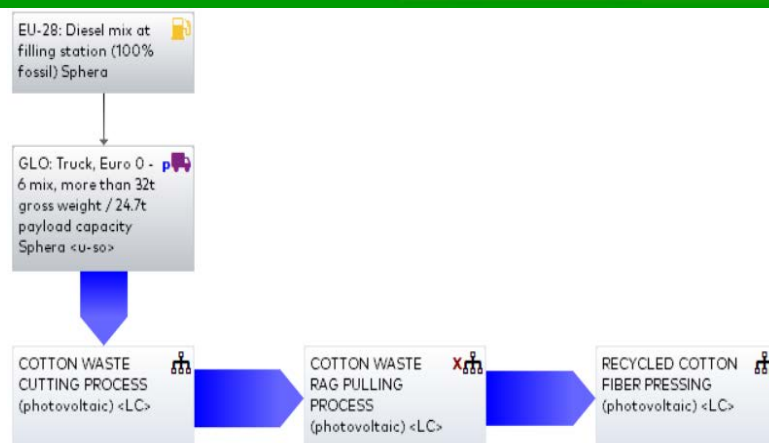 EU-28: Diesel mix at
filling station (100%
fossil) Sphera
GLO: Truck, Euro 0 - p
6 mix, more than 32t
gross weight / 24.7t
payload capacity
Sphera <u-so>
COTTON WASTE
CUTTING PROCESS
(photovoltaic) <LC>
COTTON WASTE X
RAG PULLING
PROCESS
(photovoltaic) <LC>
RECYCLED COTTON
FIBER PRESSING
(photovoltaic) <LC>